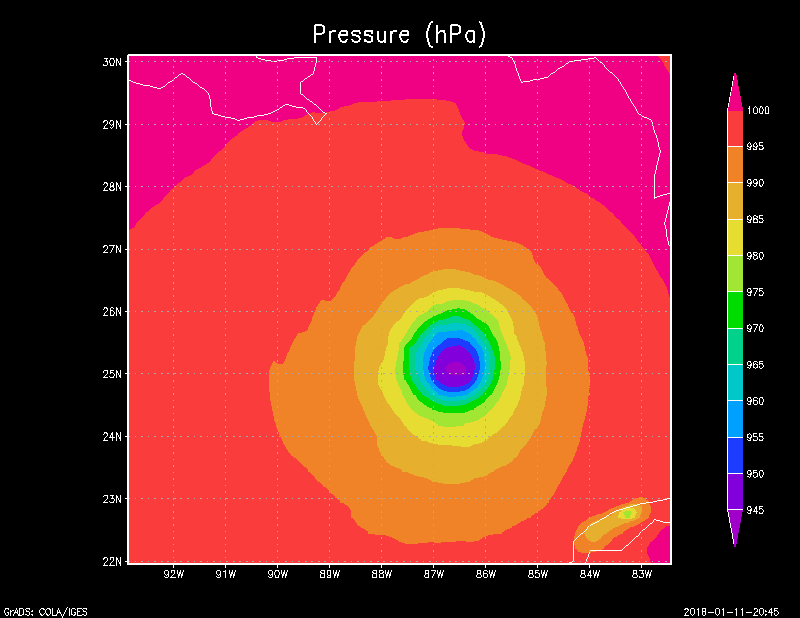 Pressure (hPa)
30N
29N
28N
27N
26N
25N
24N
23N
22N
92W 91W 90W 89W 88W 87W 86W 85W 84W 83W
1000
995
990
985
980
975
970
965
960
955
950
945
GrADS: COLA/IGES 2018-01-11-20:45